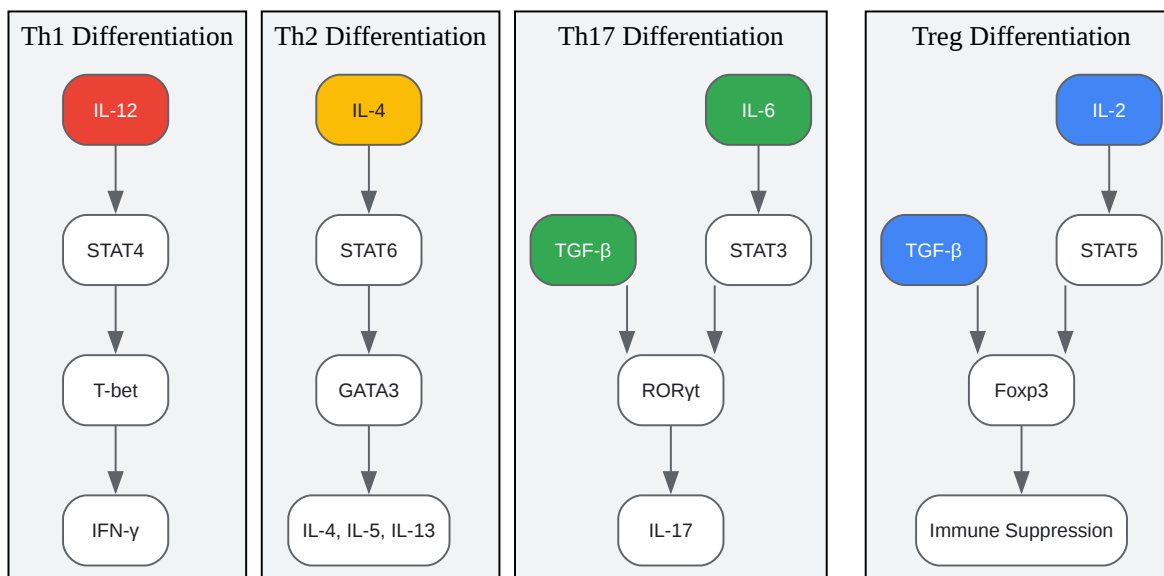 Th1 Differentiation
IL-12
STAT4
T-bet
IFN-γ
Th2 Differentiation
IL-4
STAT6
GATA3
IL-4, IL-5, IL-13
Th17 Differentiation
IL-6
TGF-β
STAT3
RORγt
IL-17
Treg Differentiation
IL-2
TGF-β
STAT5
Foxp3
Immune Suppression